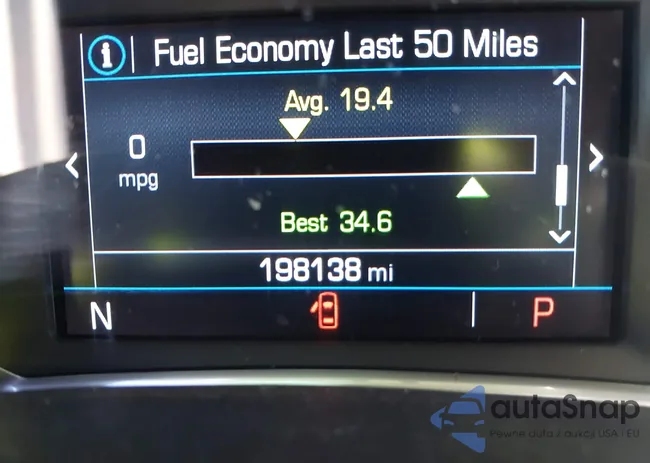 Fuel Economy Last 50 Miles
Avg. 19.4
0
mpg
Best 34.6
198138 mi
N P
autaSnap
Pewne auta z aukcji USA i EU